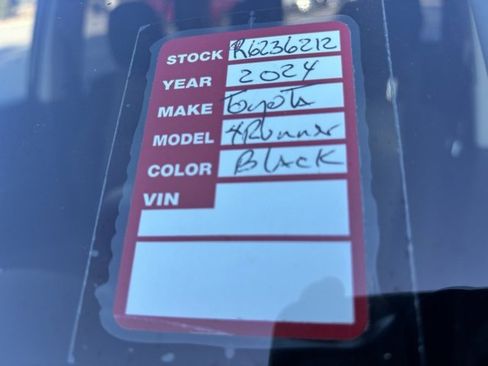 STOCK R6236212
YEAR 2024
MAKE Toyota
MODEL 4Runner
COLOR Black
VIN